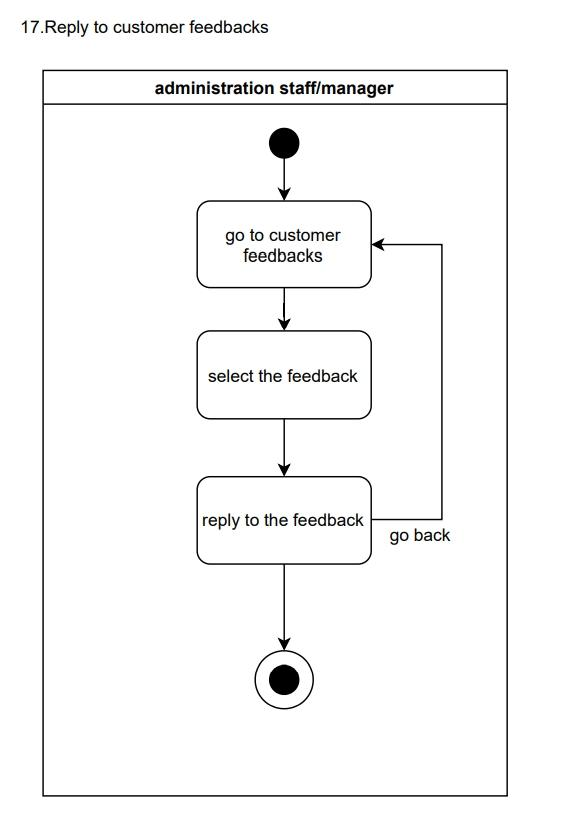 17.Reply to customer feedbacks
administration staff/manager
go to customer
feedbacks
select the feedback
reply to the feedback
go back